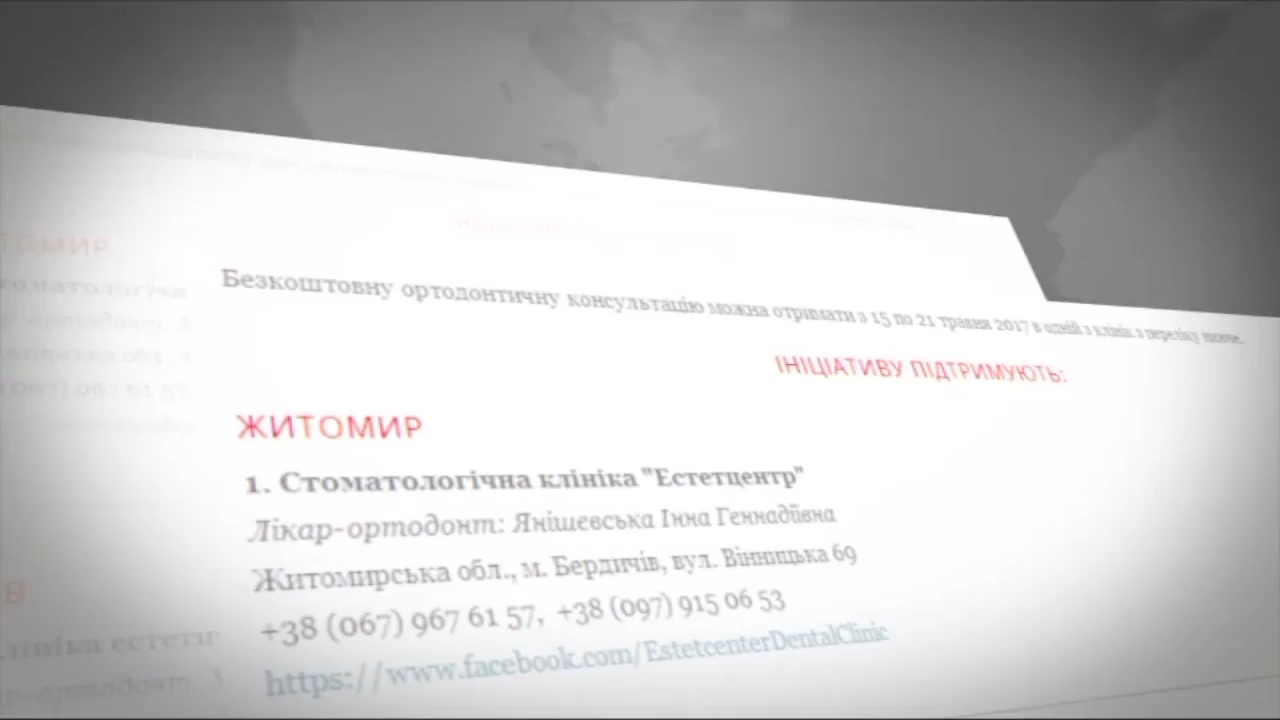 Безкоштовну ортодонтичну консультацію можна отримати з 15 по 21 травня 2017 в одній з клінік з переліку нижче.
ІНІЦІАТИВУ ПІДТРИМУЮТЬ:
ЖИТОМИР
1. Стоматологічна клініка "Естетцентр"
Лікар-ортодонт: Янішевська Інна Геннадіївна
Житомирська обл., м. Бердичів, вул. Вінницька 69
+38 (067) 967 61 57, +38 (097) 915 06 53
https://www.facebook.com/EstetcenterDentalClinic